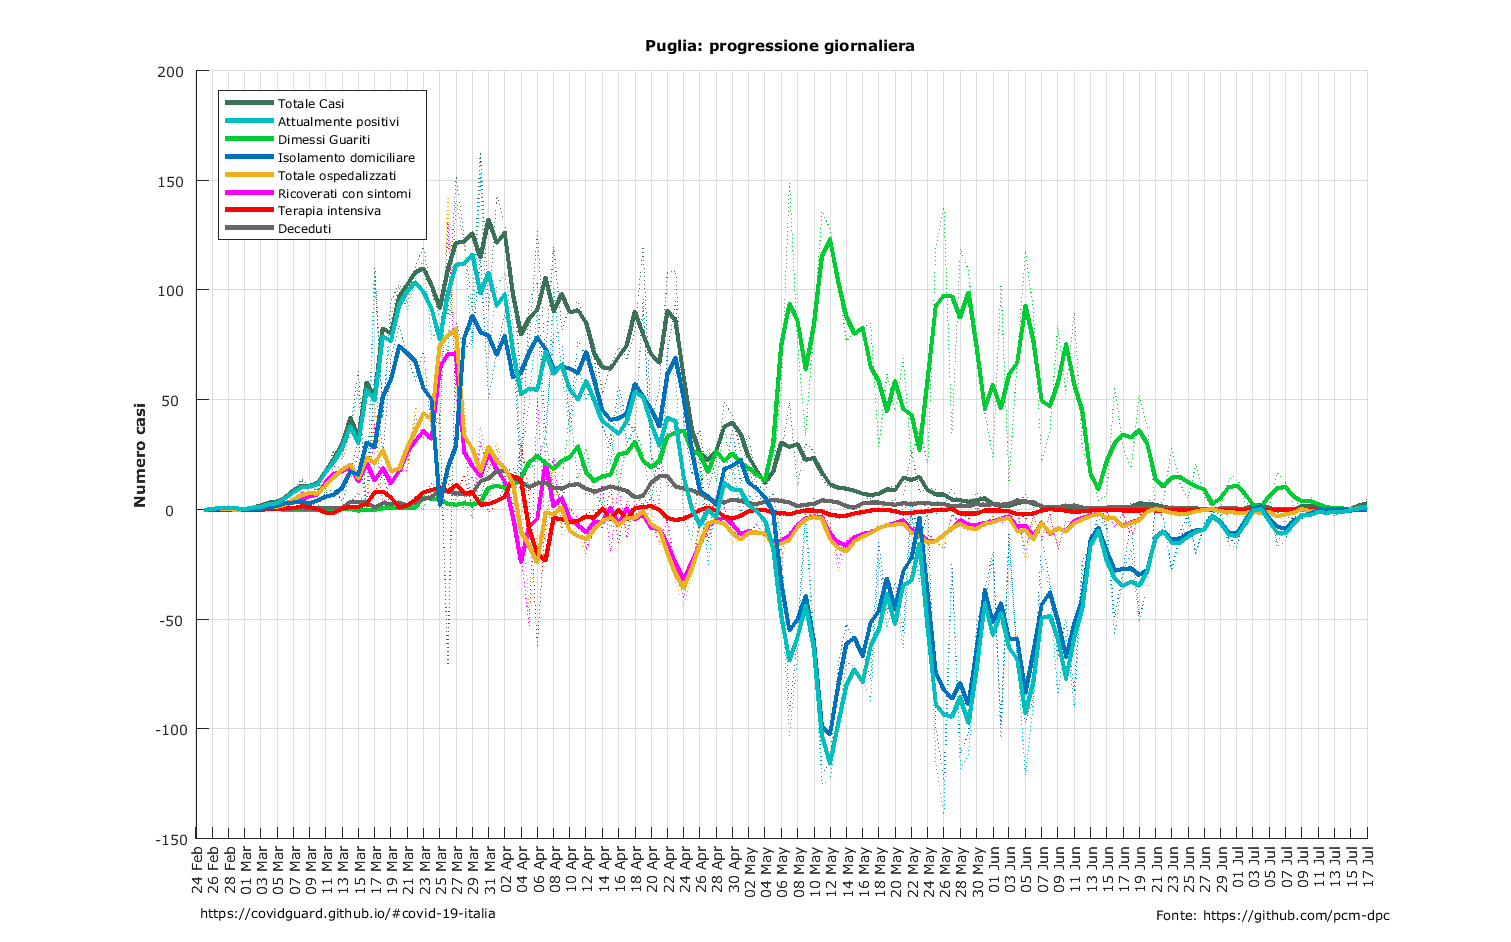 Puglia: progressione giornaliera
200
150
100
50
0
-50
-100
-150
Numero casi
Totale Casi
Attualmente positivi
Dimessi Guariti
Isolamento domiciliare
Totale ospedalizzati
Ricoverati con sintomi
Terapia intensiva
Deceduti
24 Feb
26 Feb
28 Feb
01 Mar
03 Mar
05 Mar
07 Mar
09 Mar
11 Mar
13 Mar
15 Mar
17 Mar
19 Mar
21 Mar
23 Mar
25 Mar
27 Mar
29 Mar
31 Mar
02 Apr
04 Apr
06 Apr
08 Apr
10 Apr
12 Apr
14 Apr
16 Apr
18 Apr
20 Apr
22 Apr
24 Apr
26 Apr
28 Apr
30 Apr
02 May
04 May
06 May
08 May
10 May
12 May
14 May
16 May
18 May
20 May
22 May
24 May
26 May
28 May
30 May
01 Jun
03 Jun
05 Jun
07 Jun
09 Jun
11 Jun
13 Jun
15 Jun
17 Jun
19 Jun
21 Jun
23 Jun
25 Jun
27 Jun
29 Jun
01 Jul
03 Jul
05 Jul
07 Jul
09 Jul
11 Jul
13 Jul
15 Jul
17 Jul
https://covidguard.github.io/#covid-19-italia
Fonte: https://github.com/pcm-dpc